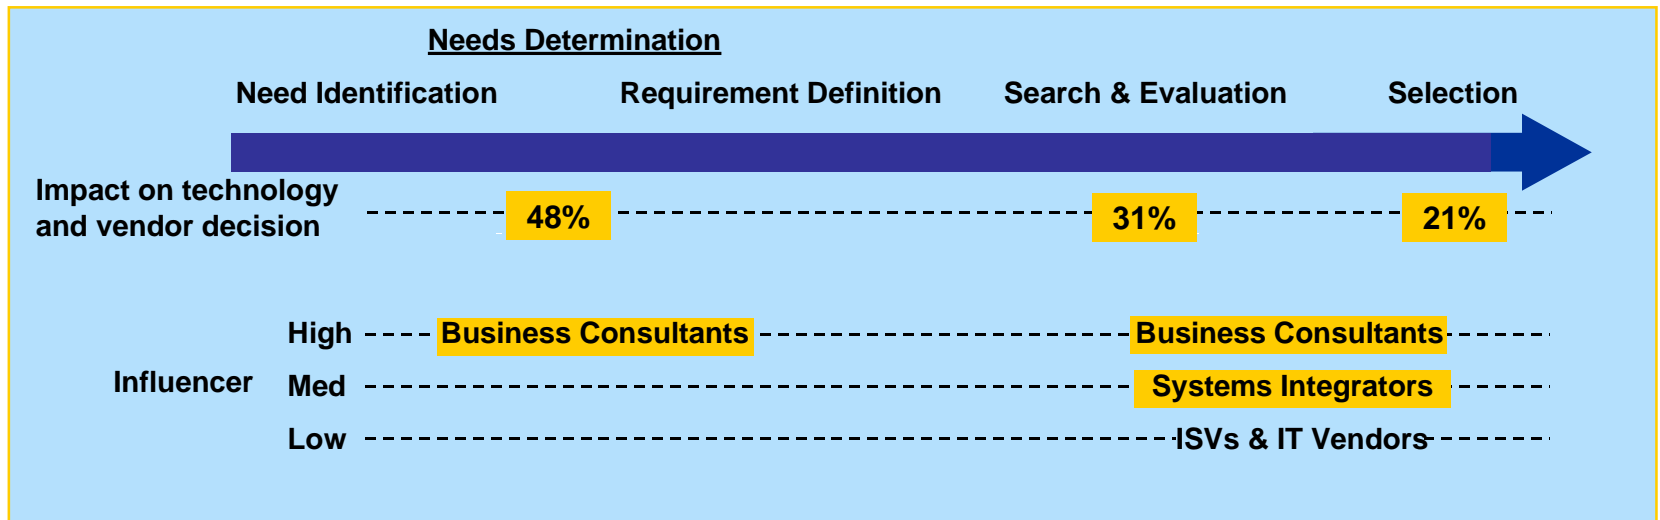 Needs Determination
Need Identification Requirement Definition Search & Evaluation Selection
Impact on technology
and vendor decision
48% 31% 21%
High Business Consultants Business Consultants
Influencer Med Systems Integrators
Low ISVs & IT Vendors